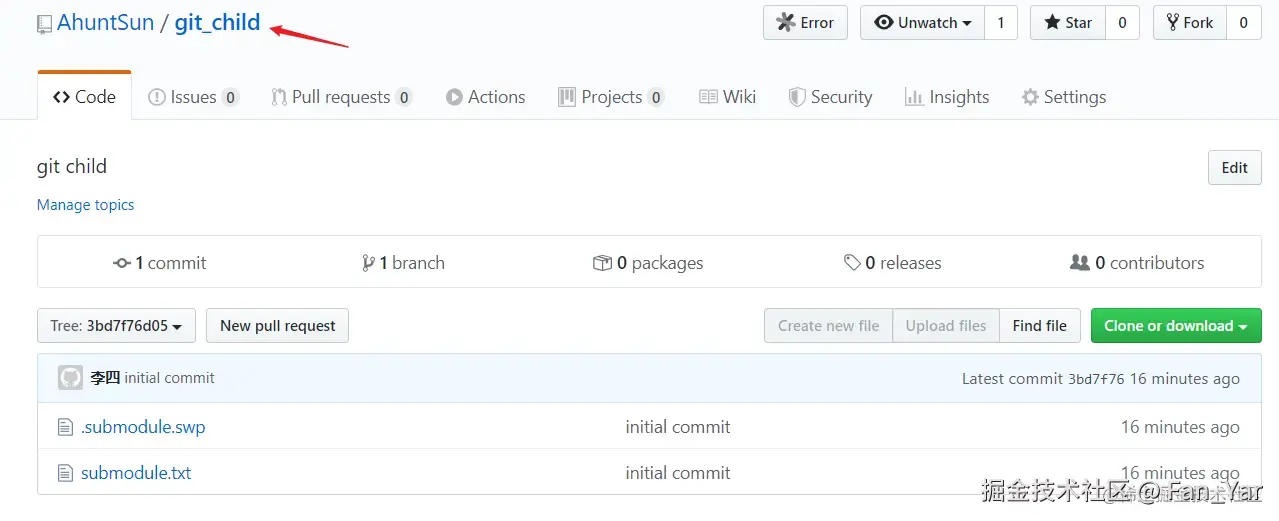 AhuntSun / git_child
Error Unwatch 1 Star 0 Fork 0
Code Issues 0 Pull requests 0 Actions Projects 0 Wiki Security Insights Settings
git child Edit
Manage topics
1 commit 1 branch 0 packages 0 releases 0 contributors
Tree: 3bd7f76d05 New pull request Create new file Upload files Find file Clone or download
李四 initial commit Latest commit 3bd7f76 16 minutes ago
.submodule.swp initial commit 16 minutes ago
submodule.txt initial commit 16 minutes ago
掘金技术社区 @ Fan_Yar